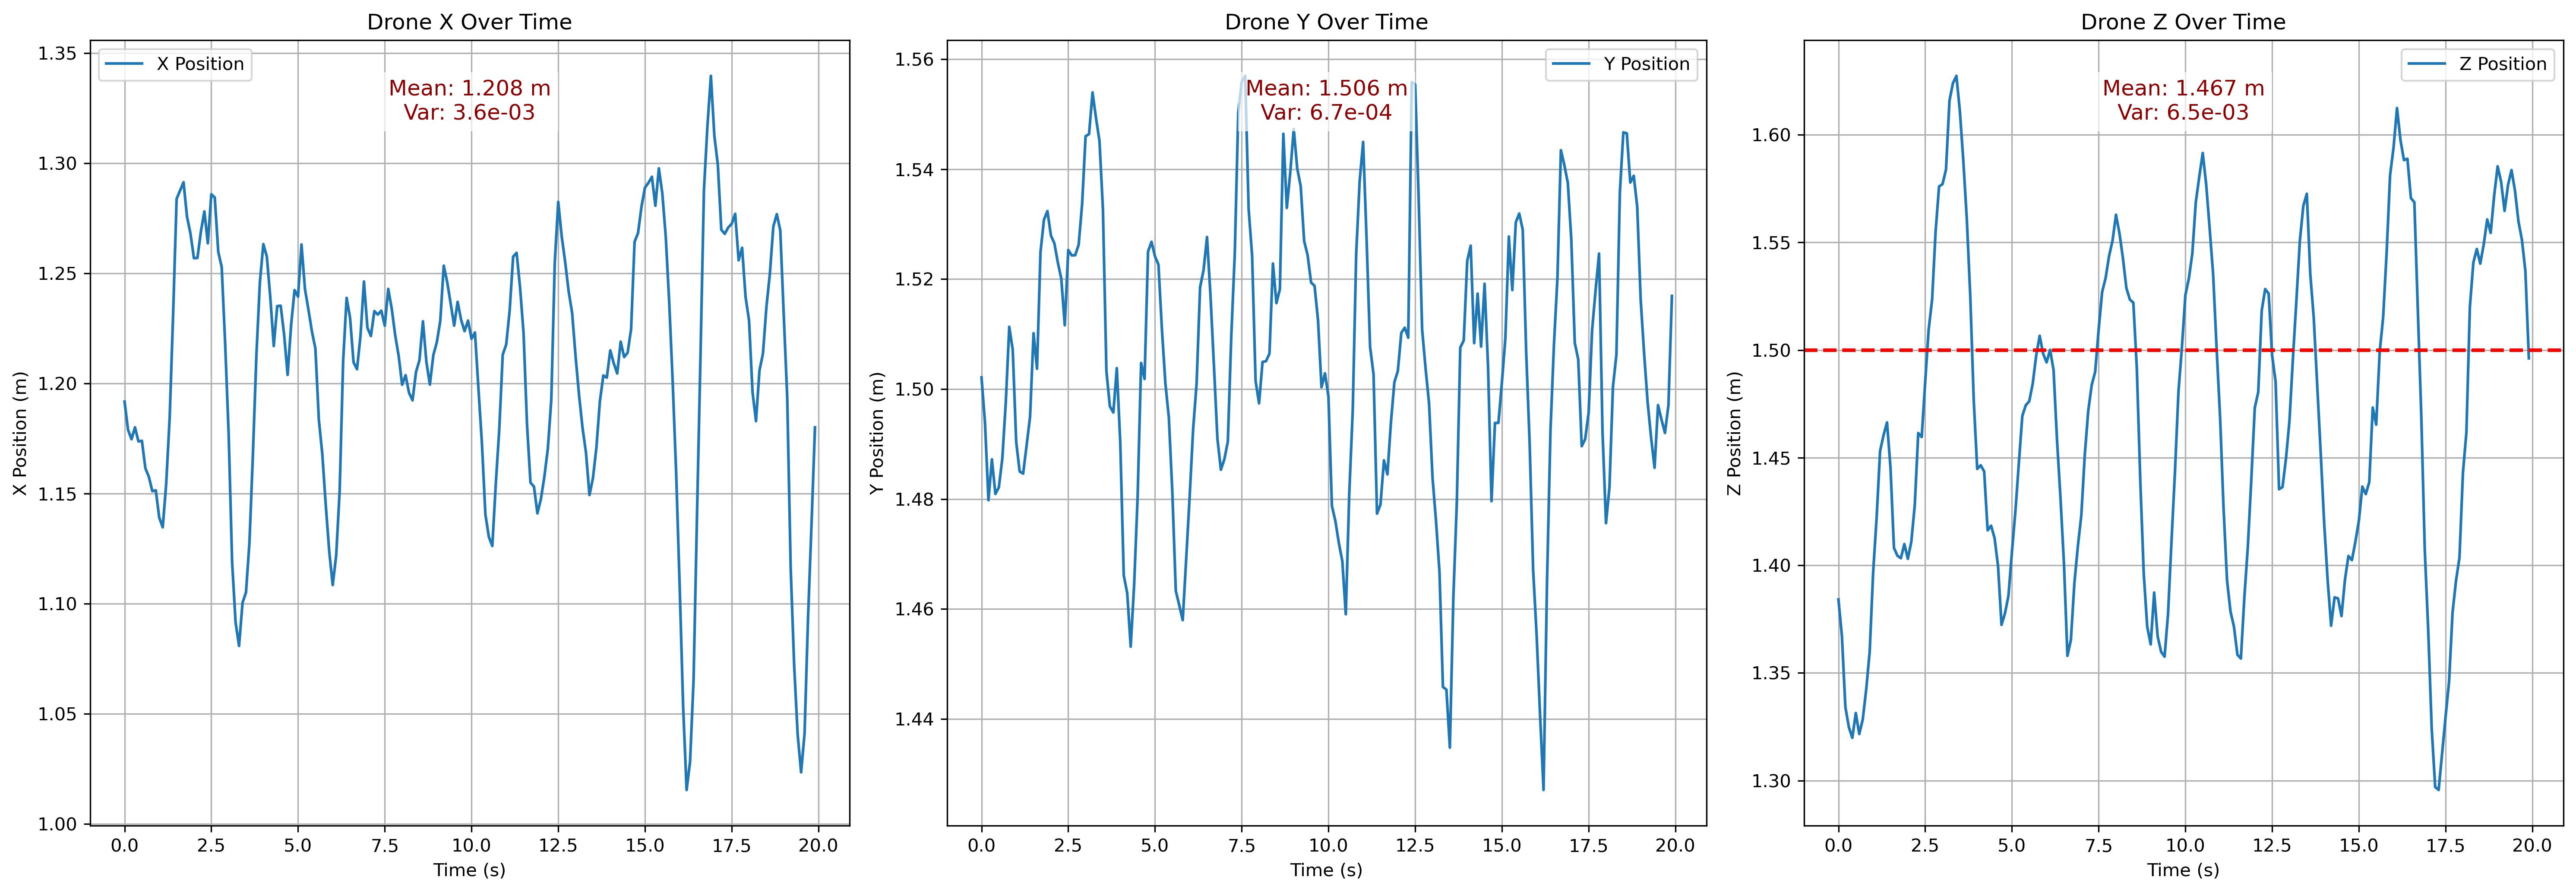 Drone X Over Time
X Position
Mean: 1.208 m
Var: 3.6e-03
X Position (m)
1.35
1.30
1.25
1.20
1.15
1.10
1.05
1.00
0.0 2.5 5.0 7.5 10.0 12.5 15.0 17.5 20.0
Time (s)
Drone Y Over Time
Y Position
Mean: 1.506 m
Var: 6.7e-04
Y Position (m)
1.56
1.54
1.52
1.50
1.48
1.46
1.44
0.0 2.5 5.0 7.5 10.0 12.5 15.0 17.5 20.0
Time (s)
Drone Z Over Time
Z Position
Mean: 1.467 m
Var: 6.5e-03
Z Position (m)
1.60
1.55
1.50
1.45
1.40
1.35
1.30
0.0 2.5 5.0 7.5 10.0 12.5 15.0 17.5 20.0
Time (s)